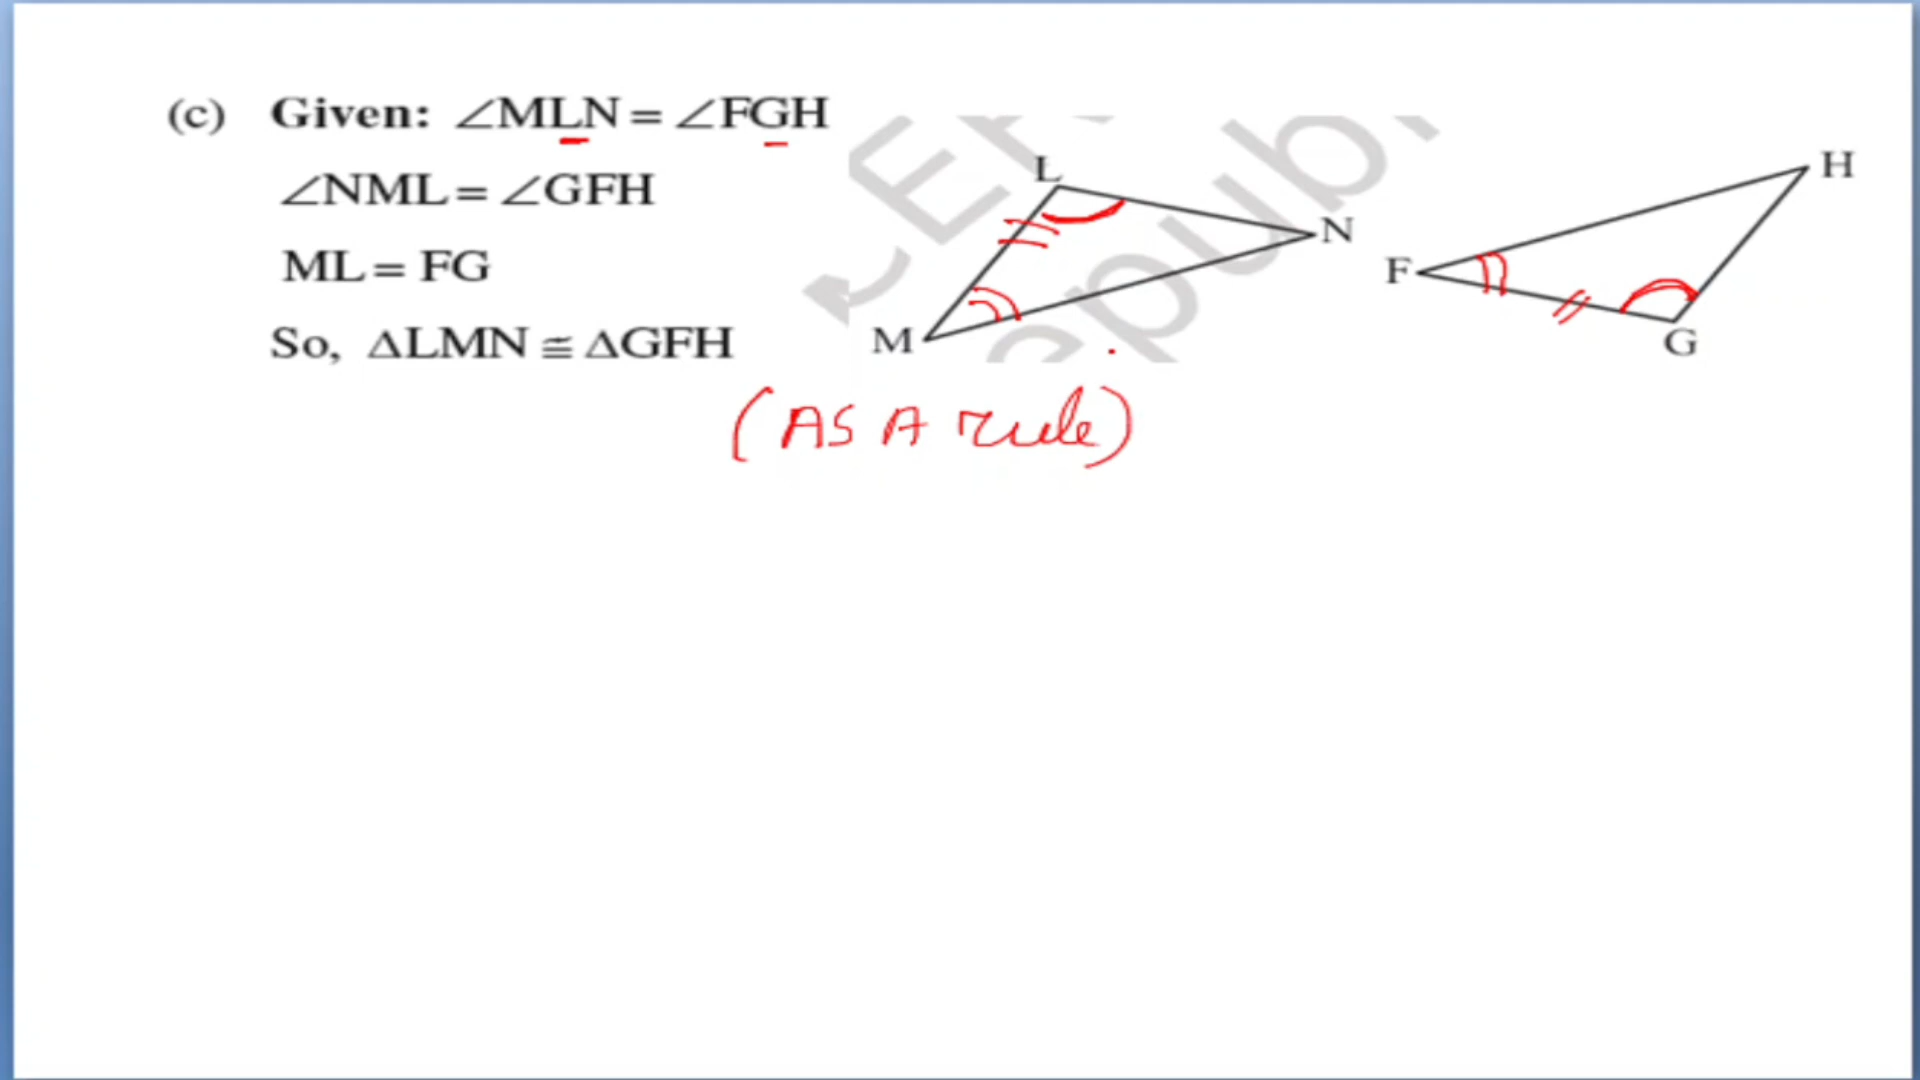 (c) Given: ∠MLN = ∠FGH
∠NML = ∠GFH
ML = FG
So, ΔLMN ≅ ΔGFH
(ASA rule)
L
N
M
H
F
G